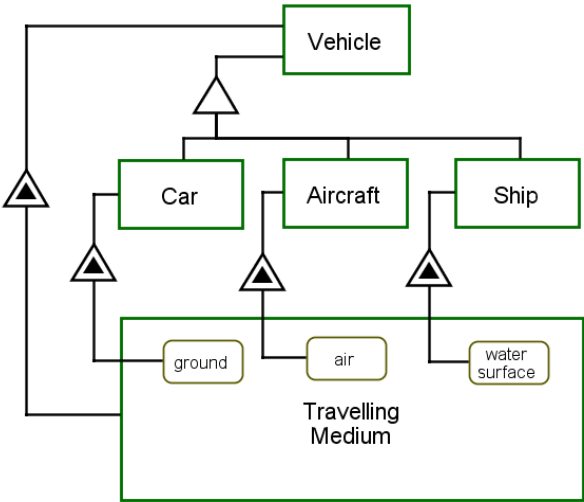 Vehicle
Car
Aircraft
Ship
ground
air
water
surface
Travelling
Medium